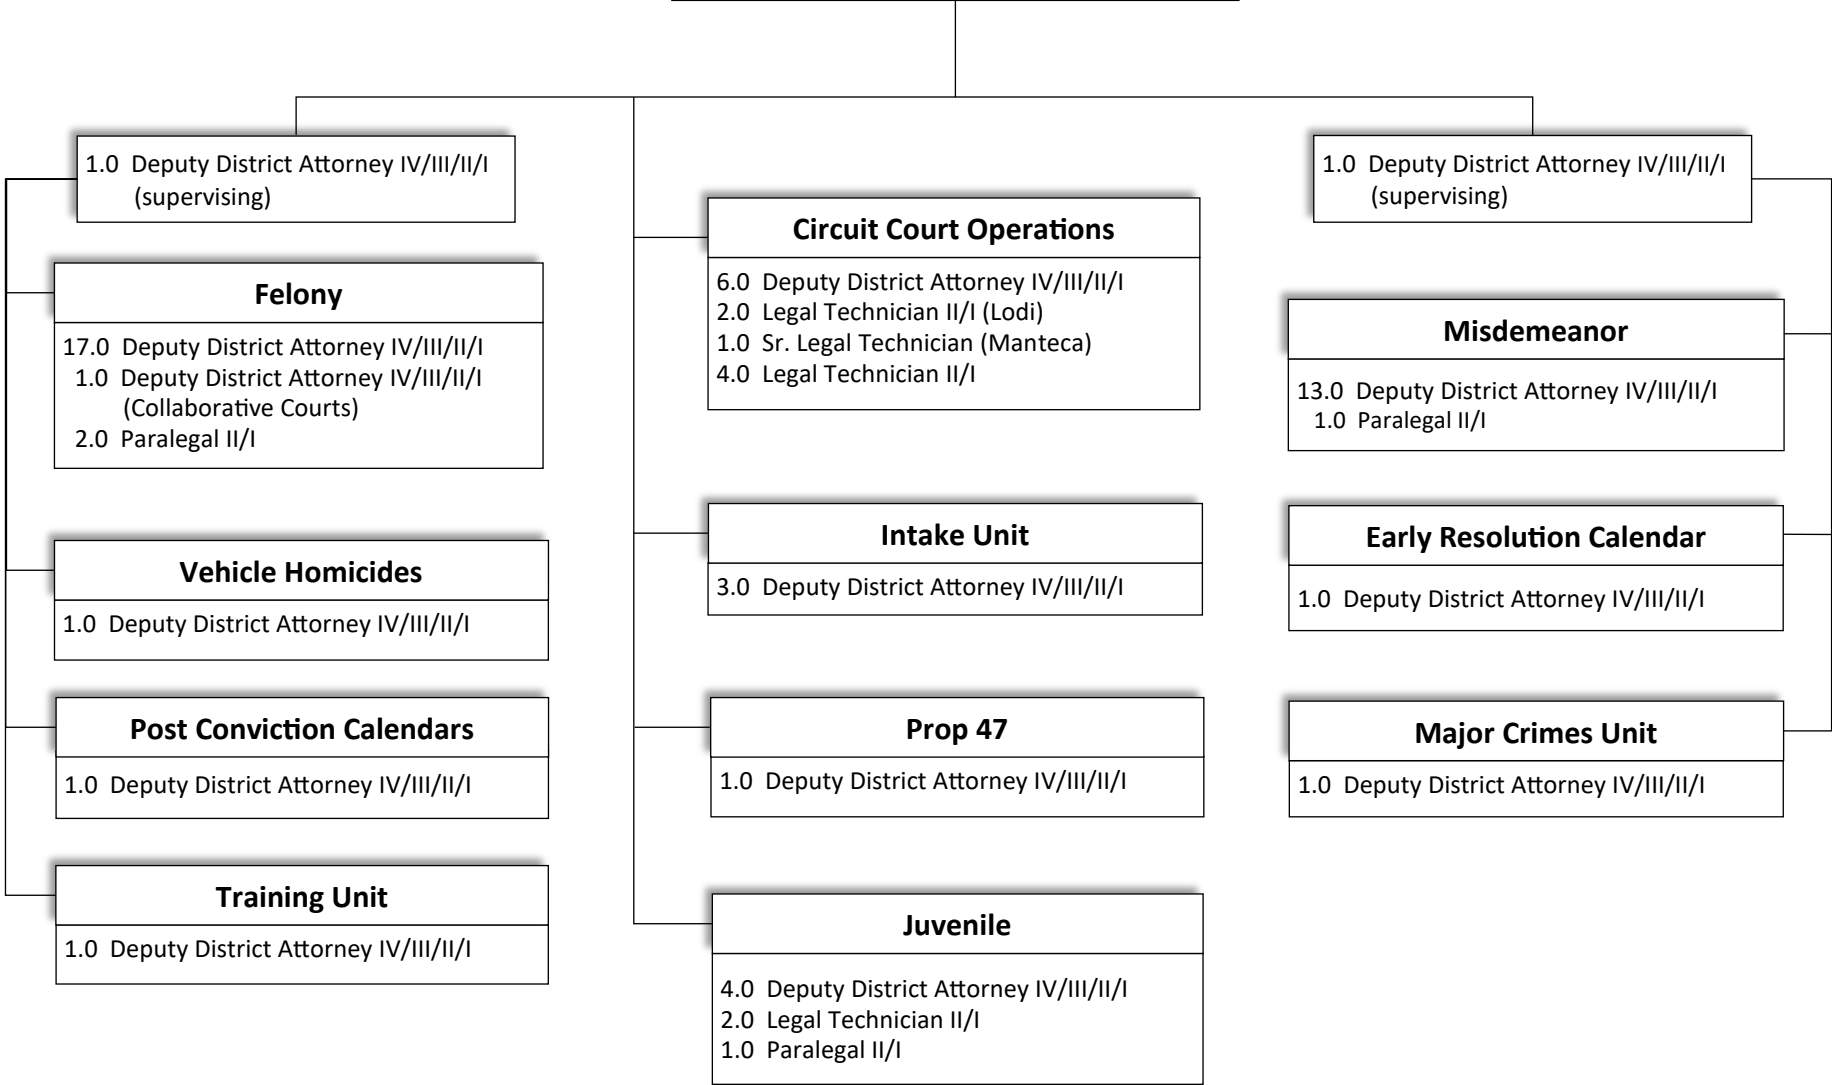 1.0 Deputy District Attorney IV/III/II/I
(supervising)
Felony
17.0 Deputy District Attorney IV/III/II/I
1.0 Deputy District Attorney IV/III/II/I
(Collaborative Courts)
2.0 Paralegal II/I
Vehicle Homicides
1.0 Deputy District Attorney IV/III/II/I
Post Conviction Calendars
1.0 Deputy District Attorney IV/III/II/I
Training Unit
1.0 Deputy District Attorney IV/III/II/I
Circuit Court Operations
6.0 Deputy District Attorney IV/III/II/I
2.0 Legal Technician II/I (Lodi)
1.0 Sr. Legal Technician (Manteca)
4.0 Legal Technician II/I
Intake Unit
3.0 Deputy District Attorney IV/III/II/I
Prop 47
1.0 Deputy District Attorney IV/III/II/I
Juvenile
4.0 Deputy District Attorney IV/III/II/I
2.0 Legal Technician II/I
1.0 Paralegal II/I
1.0 Deputy District Attorney IV/III/II/I
(supervising)
Misdemeanor
13.0 Deputy District Attorney IV/III/II/I
1.0 Paralegal II/I
Early Resolution Calendar
1.0 Deputy District Attorney IV/III/II/I
Major Crimes Unit
1.0 Deputy District Attorney IV/III/II/I